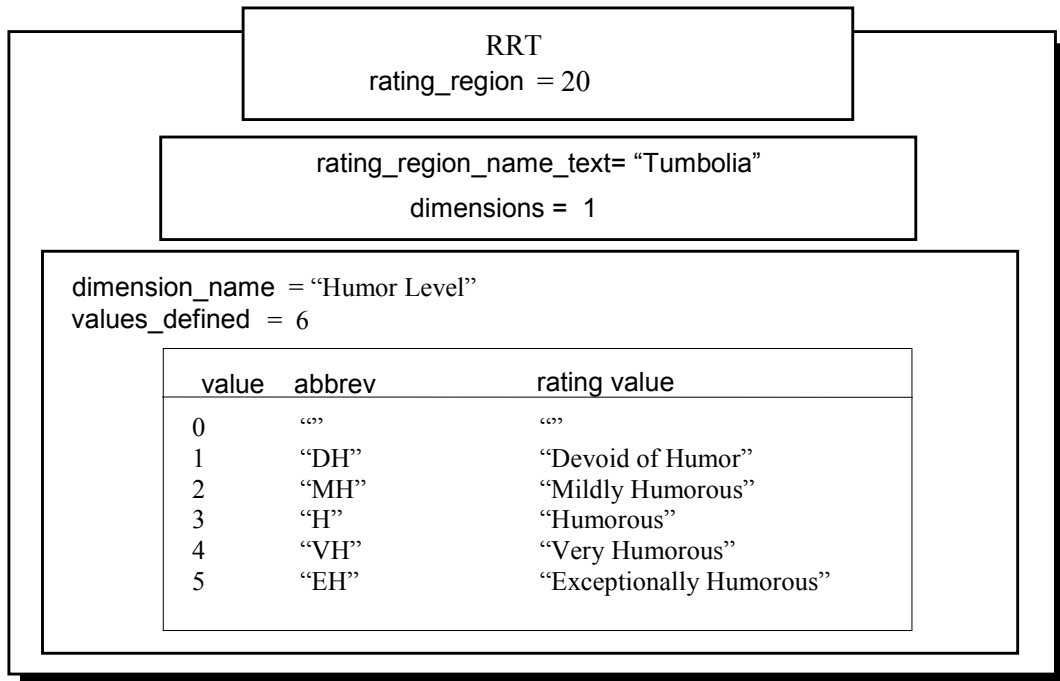 RRT
rating_region = 20
rating_region_name_text= “Tumbolia”
dimensions = 1
dimension_name = “Humor Level”
values_defined = 6
value abbrev rating value
0 “” “”
1 “DH” “Devoid of Humor”
2 “MH” “Mildly Humorous”
3 “H” “Humorous”
4 “VH” “Very Humorous”
5 “EH” “Exceptionally Humorous”